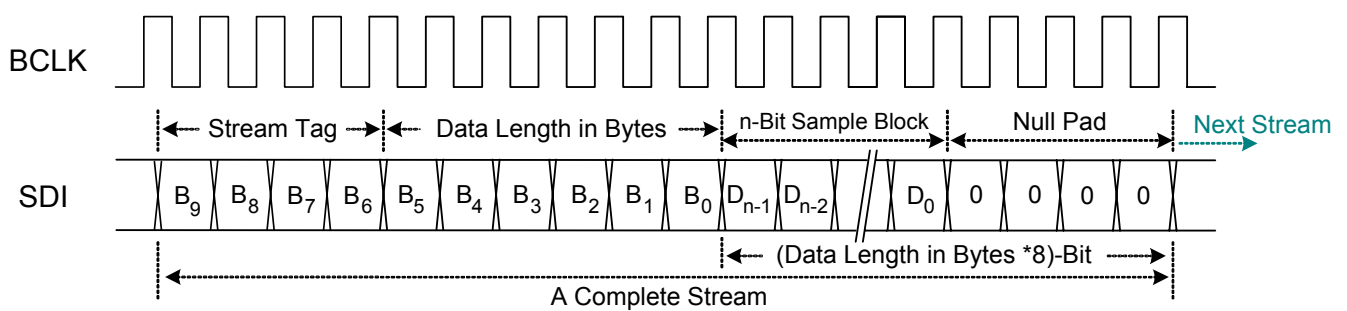 BCLK
Stream Tag Data Length in Bytes n-Bit Sample Block Null Pad Next Stream
SDI B9 B8 B7 B6 B5 B4 B3 B2 B1 B0 Dn-1 Dn-2 D0 0 0 0 0
(Data Length in Bytes *8)-Bit
A Complete Stream